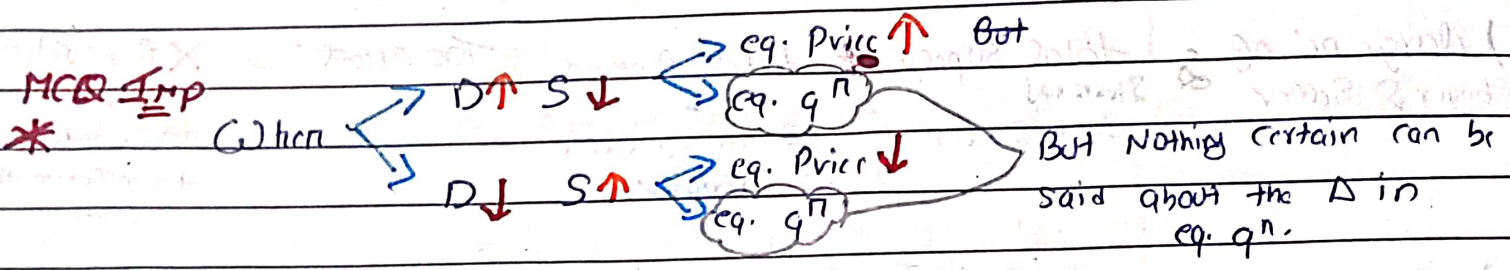 eq. Price ↑ But
MCQ Imp
* When D↑ S↓ eq. qⁿ
eq. Price ↓ But Nothing Certain can be
D↓ S↑ eq. qⁿ said about the Δ in
eq. qⁿ.